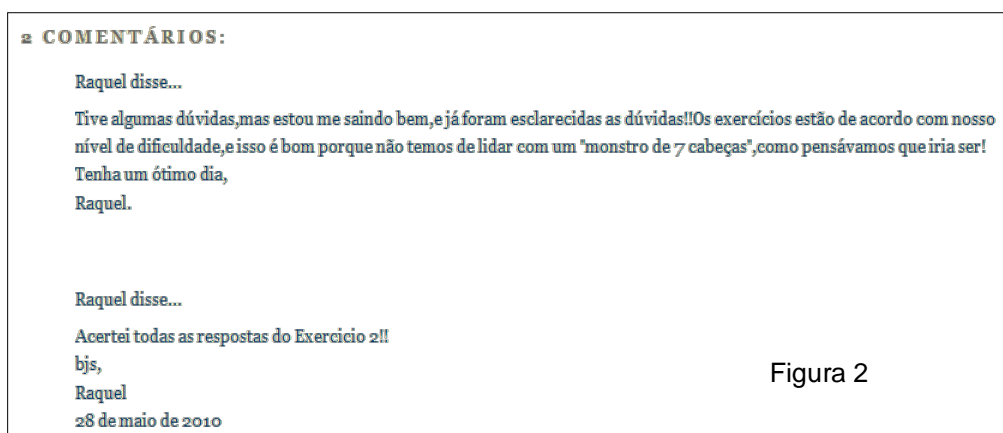 2 COMENTÁRIOS:
Raquel disse...
Tive algumas dúvidas,mas estou me saindo bem,e já foram esclarecidas as dúvidas!!Os exercícios estão de acordo com nosso
nível de dificuldade,e isso é bom porque não temos de lidar com um "monstro de 7 cabeças",como pensávamos que iria ser!
Tenha um ótimo dia,
Raquel.
Raquel disse...
Acertei todas as respostas do Exercicio 2!!
bjs,
Raquel
28 de maio de 2010
Figura 2